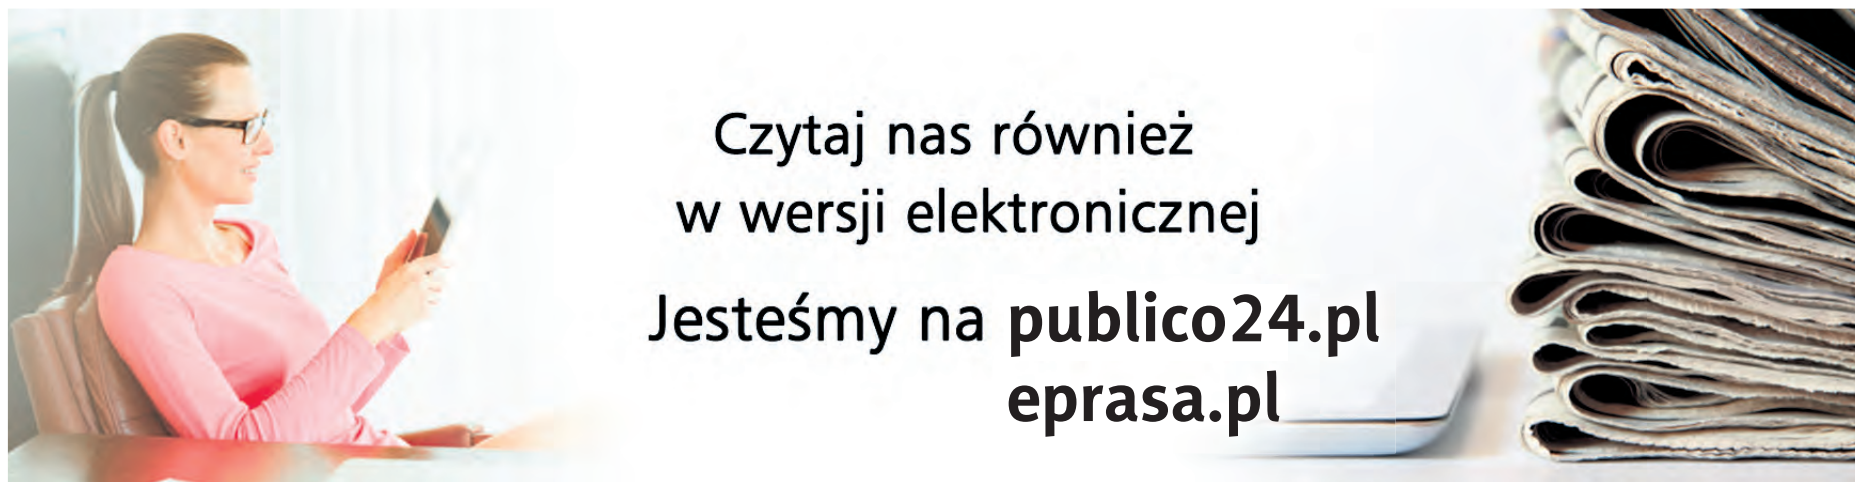 Czytaj nas również
w wersji elektronicznej
Jesteśmy na publico24.pl
eprasa.pl